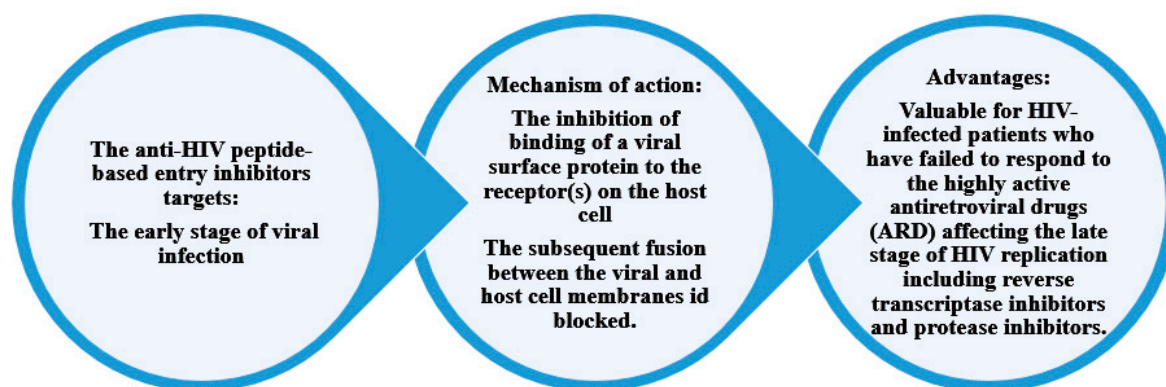 The anti-HIV peptide-
based entry inhibitors
targets:
The early stage of viral
infection
Mechanism of action:
The inhibition of
binding of a viral
surface protein to the
receptor(s) on the host
cell
The subsequent fusion
between the viral and
host cell membranes id
blocked.
Advantages:
Valuable for HIV-
infected patients who
have failed to respond to
the highly active
antiretroviral drugs
(ARD) affecting the late
stage of HIV replication
including reverse
transcriptase inhibitors
and protease inhibitors.